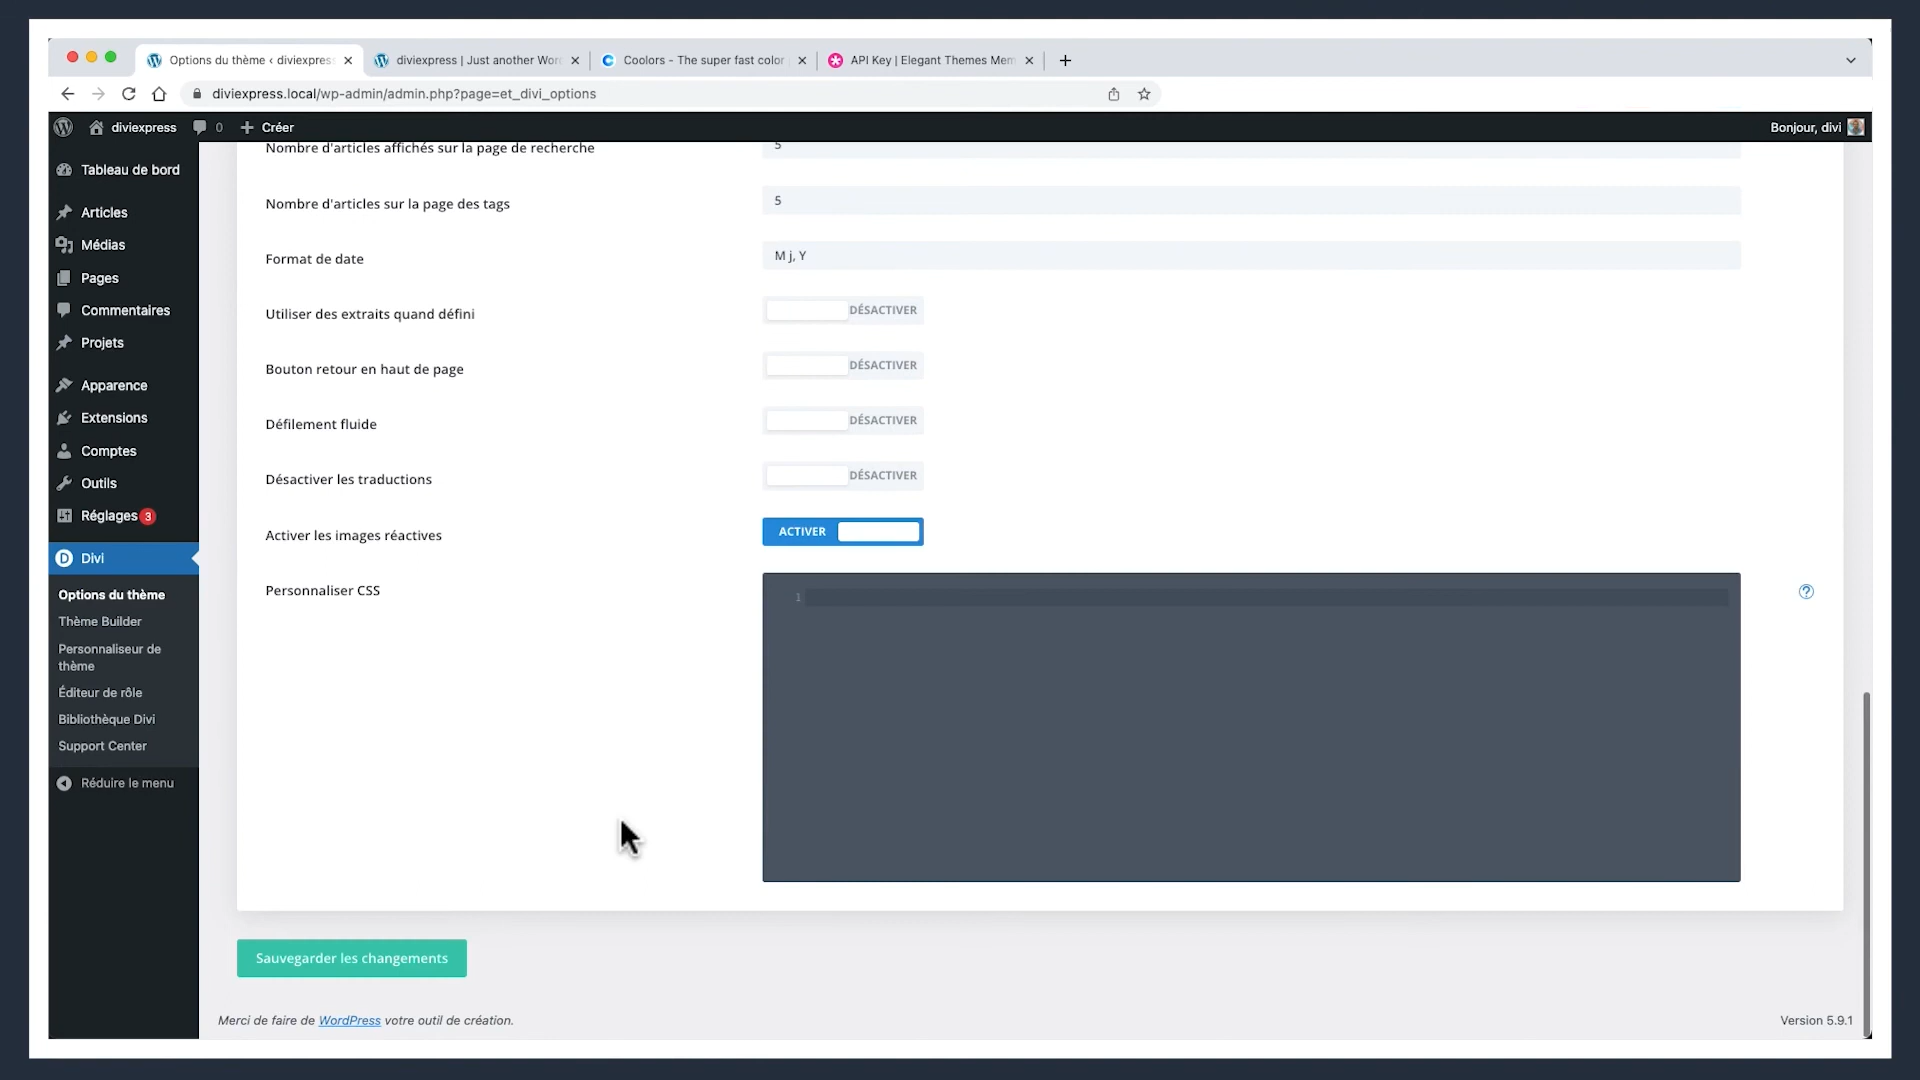 Options du thème ‹ diviexpres
diviexpress | Just another Wor
Coolors - The super fast color
API Key | Elegant Themes Mem
diviexpress.local/wp-admin/admin.php?page=et_divi_options
diviexpress
0
Créer
Bonjour, divi
Tableau de bord
Articles
Médias
Pages
Commentaires
Projets
Apparence
Extensions
Comptes
Outils
Réglages 3
Divi
Options du thème
Thème Builder
Personnaliseur de
thème
Éditeur de rôle
Bibliothèque Divi
Support Center
Réduire le menu
Nombre d'articles affichés sur la page de recherche
5
Nombre d'articles sur la page des tags
5
Format de date
M j, Y
Utiliser des extraits quand défini
DÉSACTIVER
Bouton retour en haut de page
DÉSACTIVER
Défilement fluide
DÉSACTIVER
Désactiver les traductions
DÉSACTIVER
Activer les images réactives
ACTIVER
Personnaliser CSS
1
Sauvegarder les changements
Merci de faire de WordPress votre outil de création.
Version 5.9.1